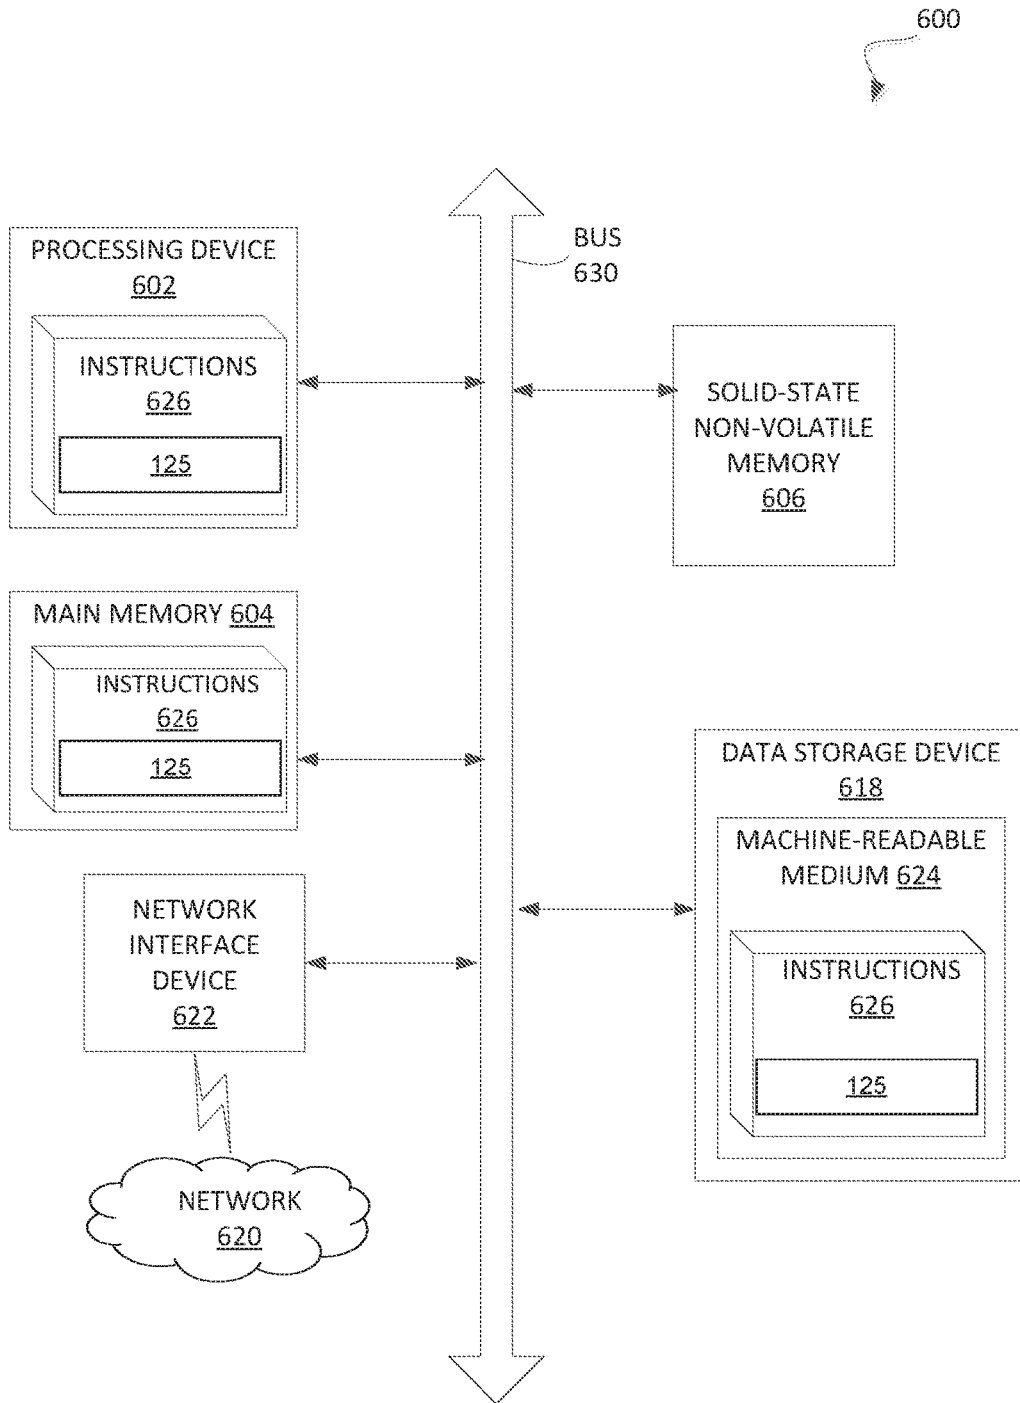 600
BUS
630
PROCESSING DEVICE
602
INSTRUCTIONS
626
125
SOLID-STATE
NON-VOLATILE
MEMORY
606
MAIN MEMORY 604
INSTRUCTIONS
626
125
DATA STORAGE DEVICE
618
MACHINE-READABLE
MEDIUM 624
INSTRUCTIONS
626
125
NETWORK
INTERFACE
DEVICE
622
NETWORK
620